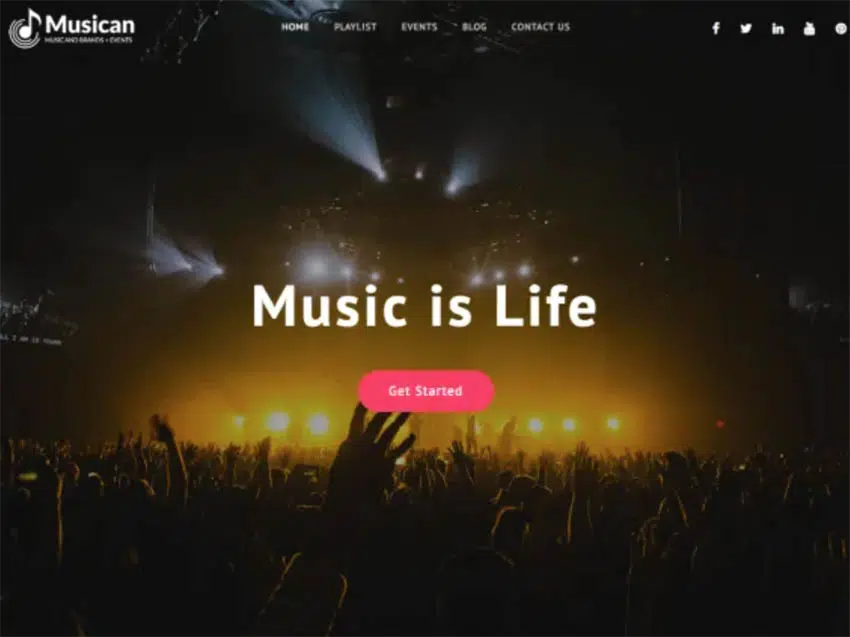 Musican
MUSIC AND BRANDS + EVENTS
HOME PLAYLIST EVENTS BLOG CONTACT US
Music is Life
Get Started